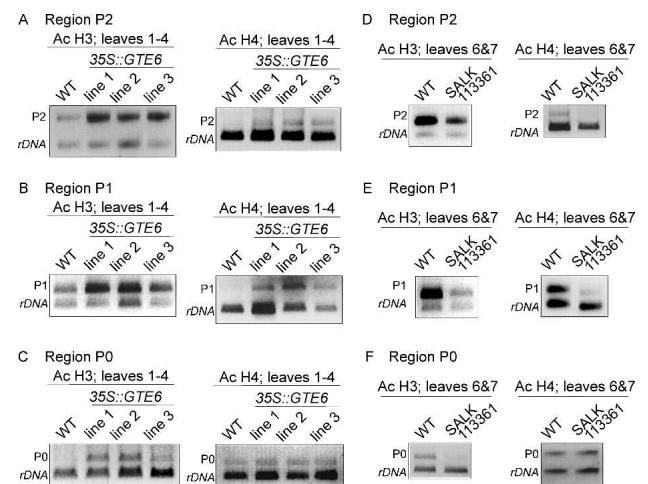 A Region P2
Ac H3; leaves 1-4
35S::GTE6
WT line 1 line 2 line 3
P2
rDNA
Ac H4; leaves 1-4
35S::GTE6
WT line 1 line 2 line 3
P2
rDNA
B Region P1
Ac H3; leaves 1-4
35S::GTE6
WT line 1 line 2 line 3
P1
rDNA
Ac H4; leaves 1-4
35S::GTE6
WT line 1 line 2 line 3
P1
rDNA
C Region P0
Ac H3; leaves 1-4
35S::GTE6
WT line 1 line 2 line 3
P0
rDNA
Ac H4; leaves 1-4
35S::GTE6
WT line 1 line 2 line 3
P0
rDNA
D Region P2
Ac H3; leaves 6&7
WT SALK
113361
P2
rDNA
Ac H4; leaves 6&7
WT SALK
113361
P2
rDNA
E Region P1
Ac H3; leaves 6&7
WT SALK
113361
P1
rDNA
Ac H4; leaves 6&7
WT SALK
113361
P1
rDNA
F Region P0
Ac H3; leaves 6&7
WT SALK
113361
P0
rDNA
Ac H4; leaves 6&7
WT SALK
113361
P0
rDNA